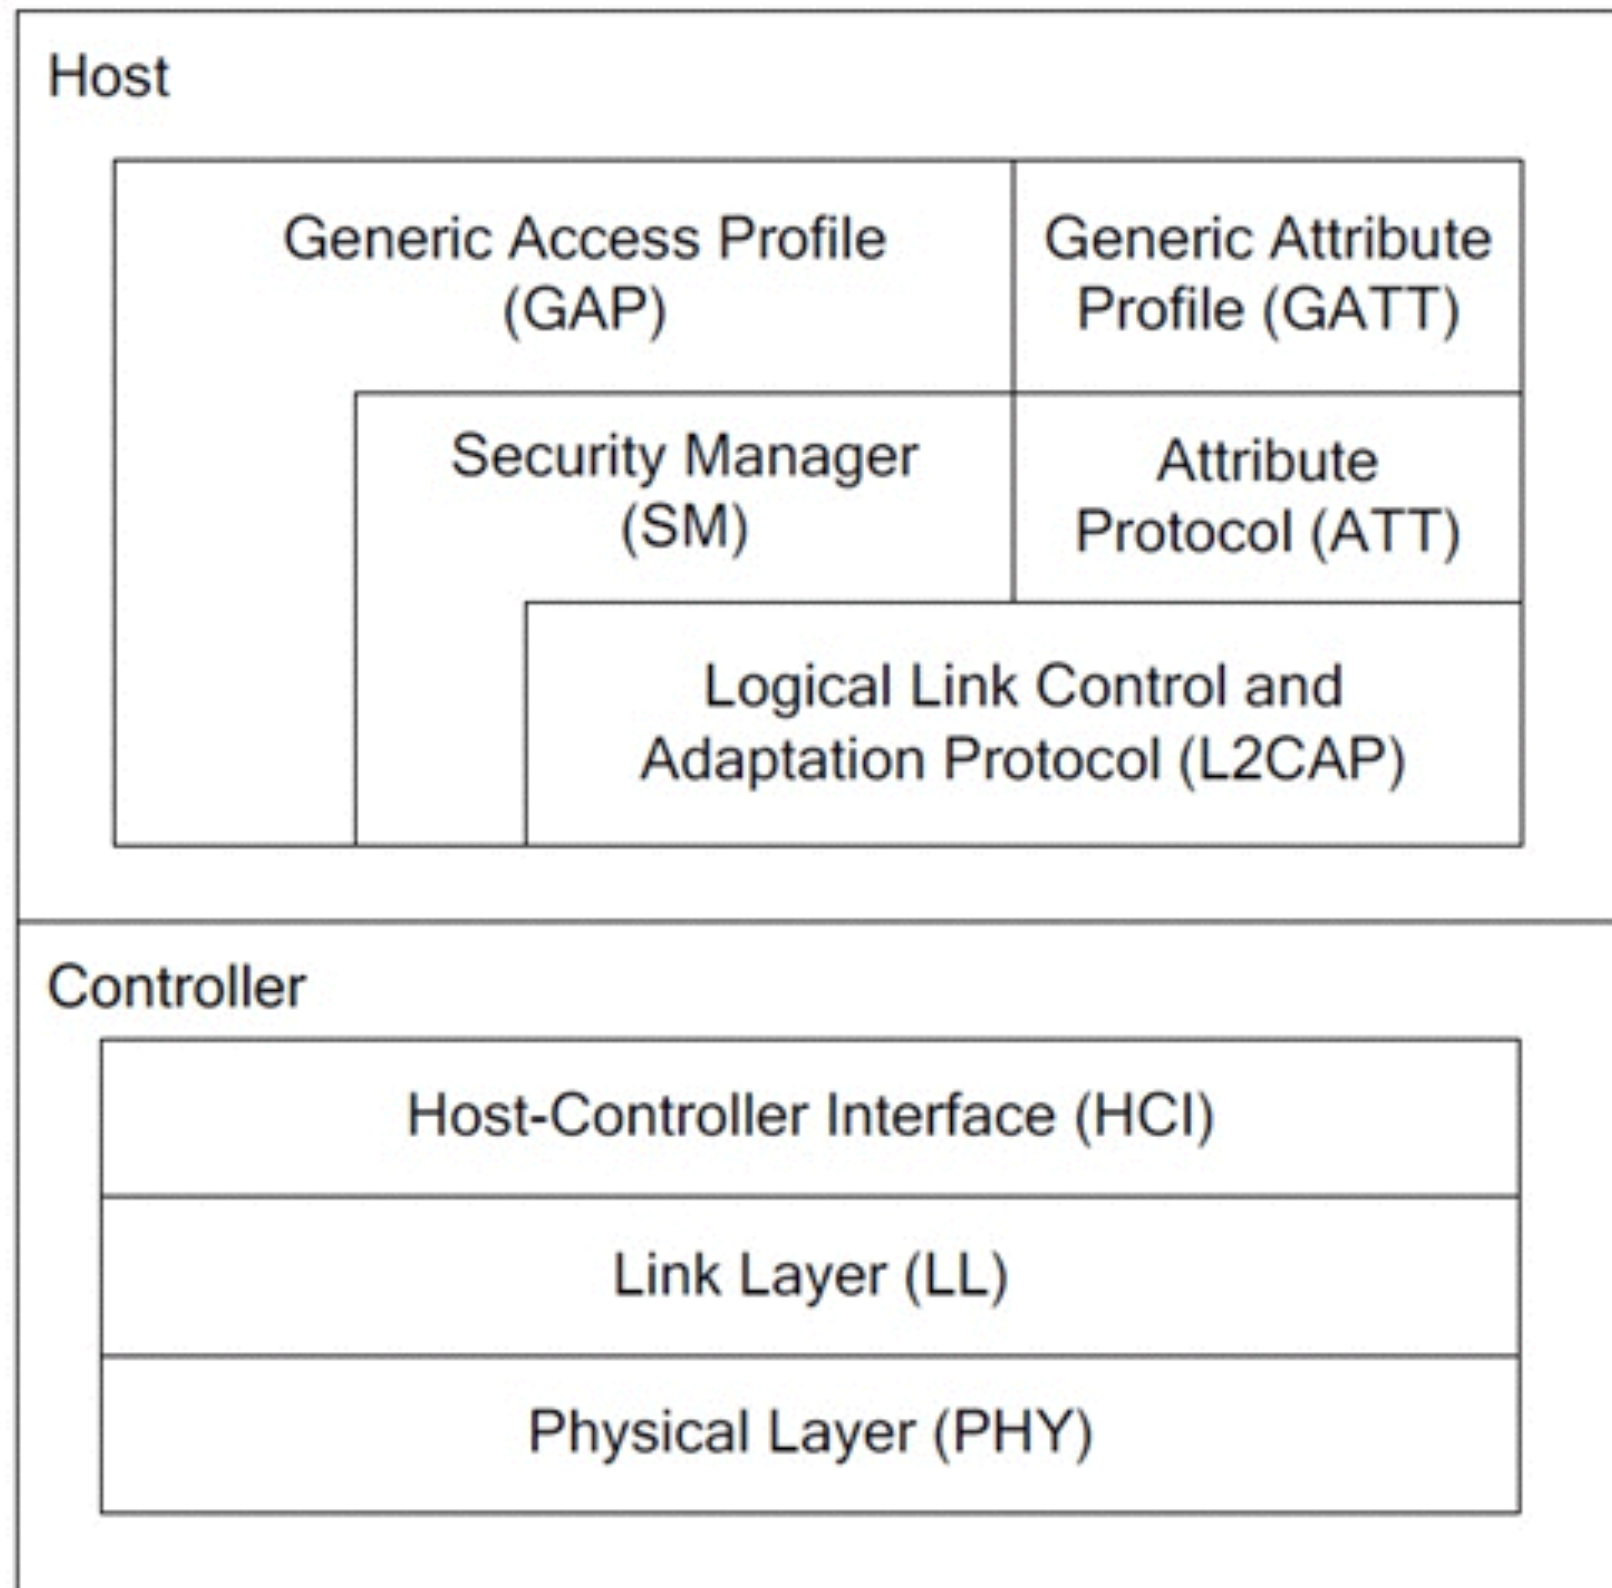 Host
Generic Access Profile
(GAP)
Generic Attribute
Profile (GATT)
Security Manager
(SM)
Attribute
Protocol (ATT)
Logical Link Control and
Adaptation Protocol (L2CAP)
Controller
Host-Controller Interface (HCI)
Link Layer (LL)
Physical Layer (PHY)